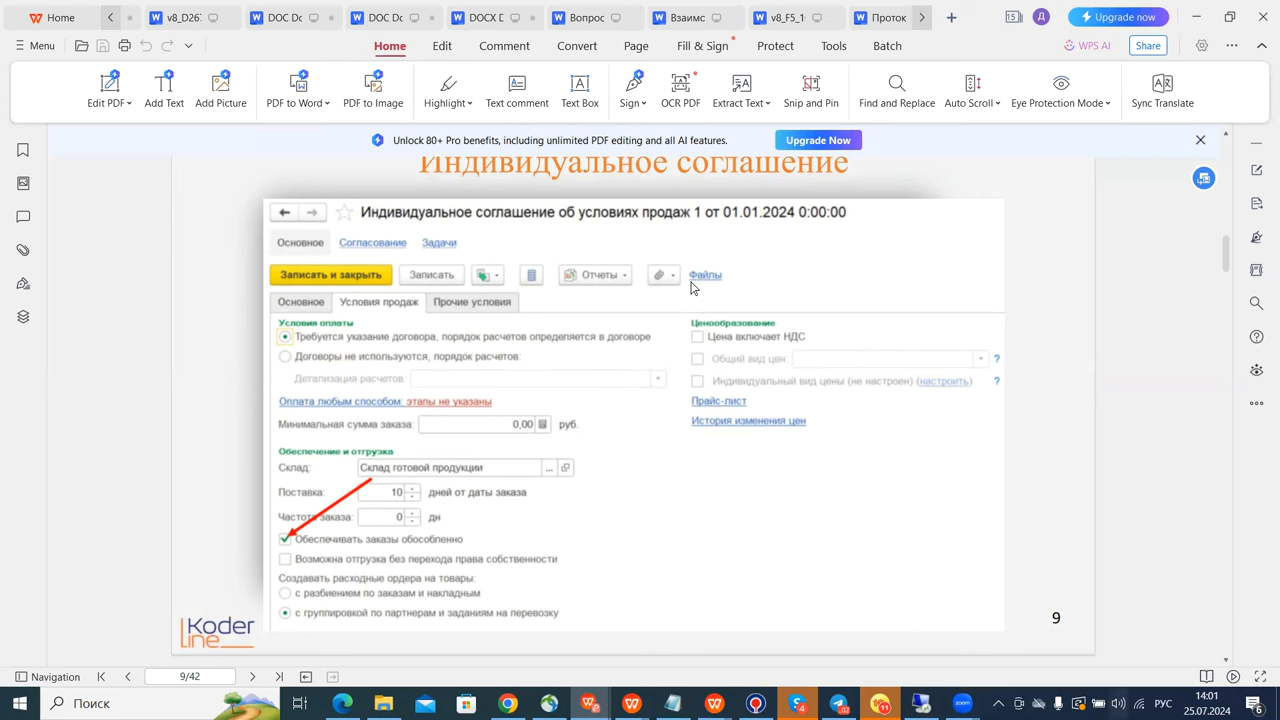 Home
v8_D26
DOC Do
DOC Do
DOCX D
Вопрос
Взаимс
v8_F5_1
Проток
15
Д
Upgrade now
Menu
Home
Edit
Comment
Convert
Page
Fill & Sign
Protect
Tools
Batch
WPS AI
Share
Edit PDF
Add Text
Add Picture
PDF to Word
PDF to Image
Highlight
Text comment
Text Box
Sign
OCR PDF
Extract Text
Snip and Pin
Find and Replace
Auto Scroll
Eye Protection Mode
Sync Translate
Unlock 80+ Pro benefits, including unlimited PDF editing and all AI features.
Upgrade Now
Индивидуальное соглашение
Индивидуальное соглашение об условиях продаж 1 от 01.01.2024 0:00:00
Основное Согласование Задачи
Записать и закрыть Записать Отчеты Файлы
Основное Условия продаж Прочие условия
Условия оплаты
Требуется указание договора, порядок расчетов определяется в договоре
Договоры не используются, порядок расчетов:
Детализация расчетов:
Оплата любым способом: этапы не указаны
Минимальная сумма заказа: 0,00 руб.
Ценообразование
Цена включает НДС
Общий вид цен ?
Индивидуальный вид цены (не настроен) (настроить) ?
Прайс-лист
История изменения цен
Обеспечение и отгрузка
Склад: Склад готовой продукции ...
Поставка: 10 дней от даты заказа
Частота заказа: 0 дн
Обеспечивать заказы обособленно
Возможна отгрузка без перехода права собственности
Создавать расходные ордера на товары:
с разбиением по заказам и накладным
с группировкой по партнерам и заданиям на перевозку
Koder
line
9
Navigation
9/42
Поиск
4
02
11
zoom
РУС
14:01
25.07.2024
6